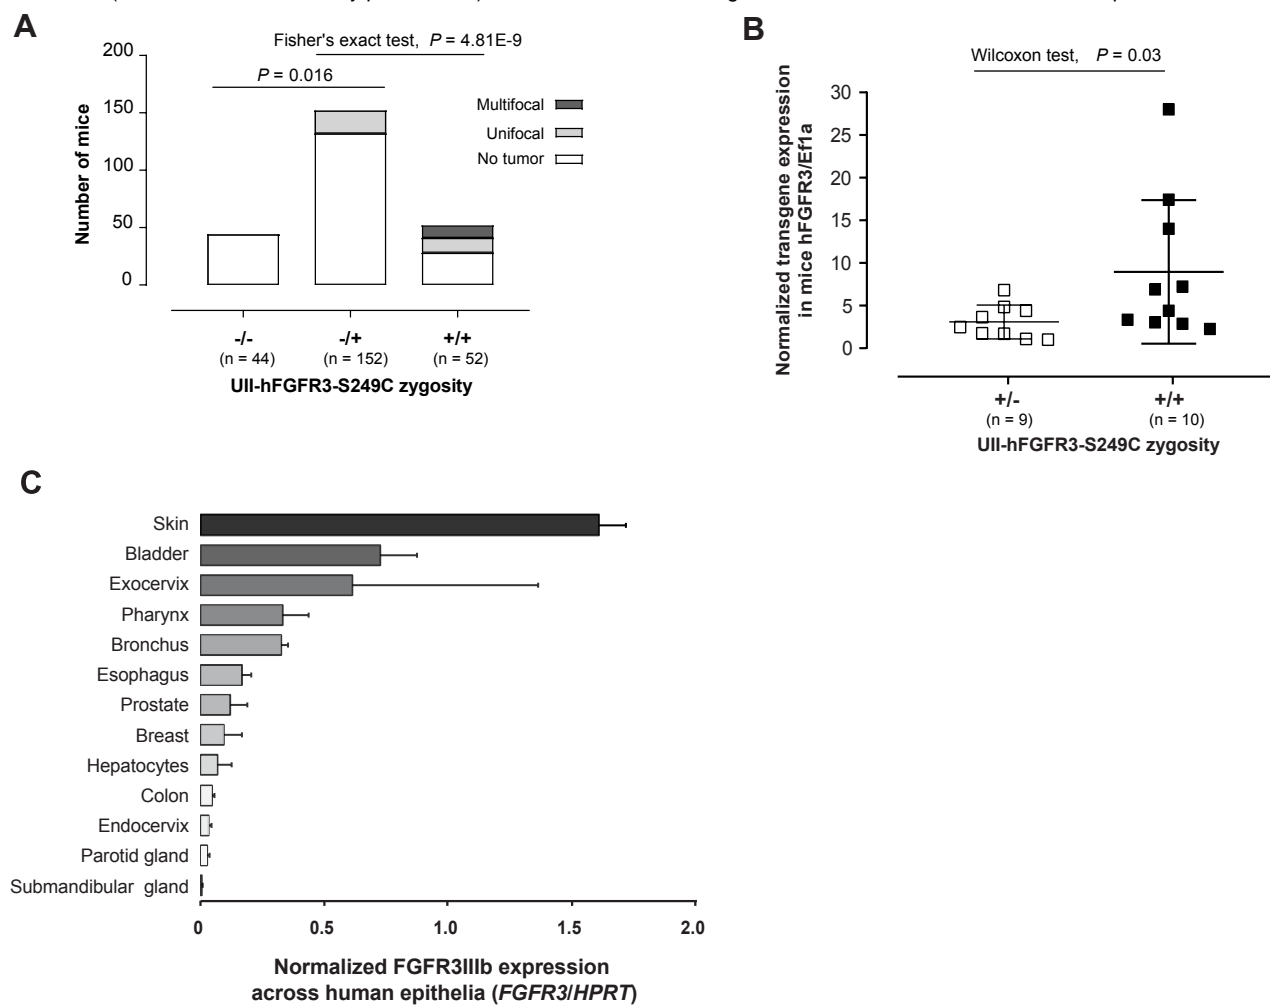 A
Fisher's exact test, P = 4.81E-9
P = 0.016
Number of mice
200
150
100
50
0
Multifocal
Unifocal
No tumor
-/- -/+ +/+
(n = 44) (n = 152) (n = 52)
UII-hFGFR3-S249C zygosity
B
Wilcoxon test, P = 0.03
Normalized transgene expression
in mice hFGFR3/Ef1a
30
25
20
15
10
5
0
+/- +/+
(n = 9) (n = 10)
UII-hFGFR3-S249C zygosity
C
Skin
Bladder
Exocervix
Pharynx
Bronchus
Esophagus
Prostate
Breast
Hepatocytes
Colon
Endocervix
Parotid gland
Submandibular gland
0 0.5 1.0 1.5 2.0
Normalized FGFR3IIIb expression
across human epithelia (FGFR3/HPRT)